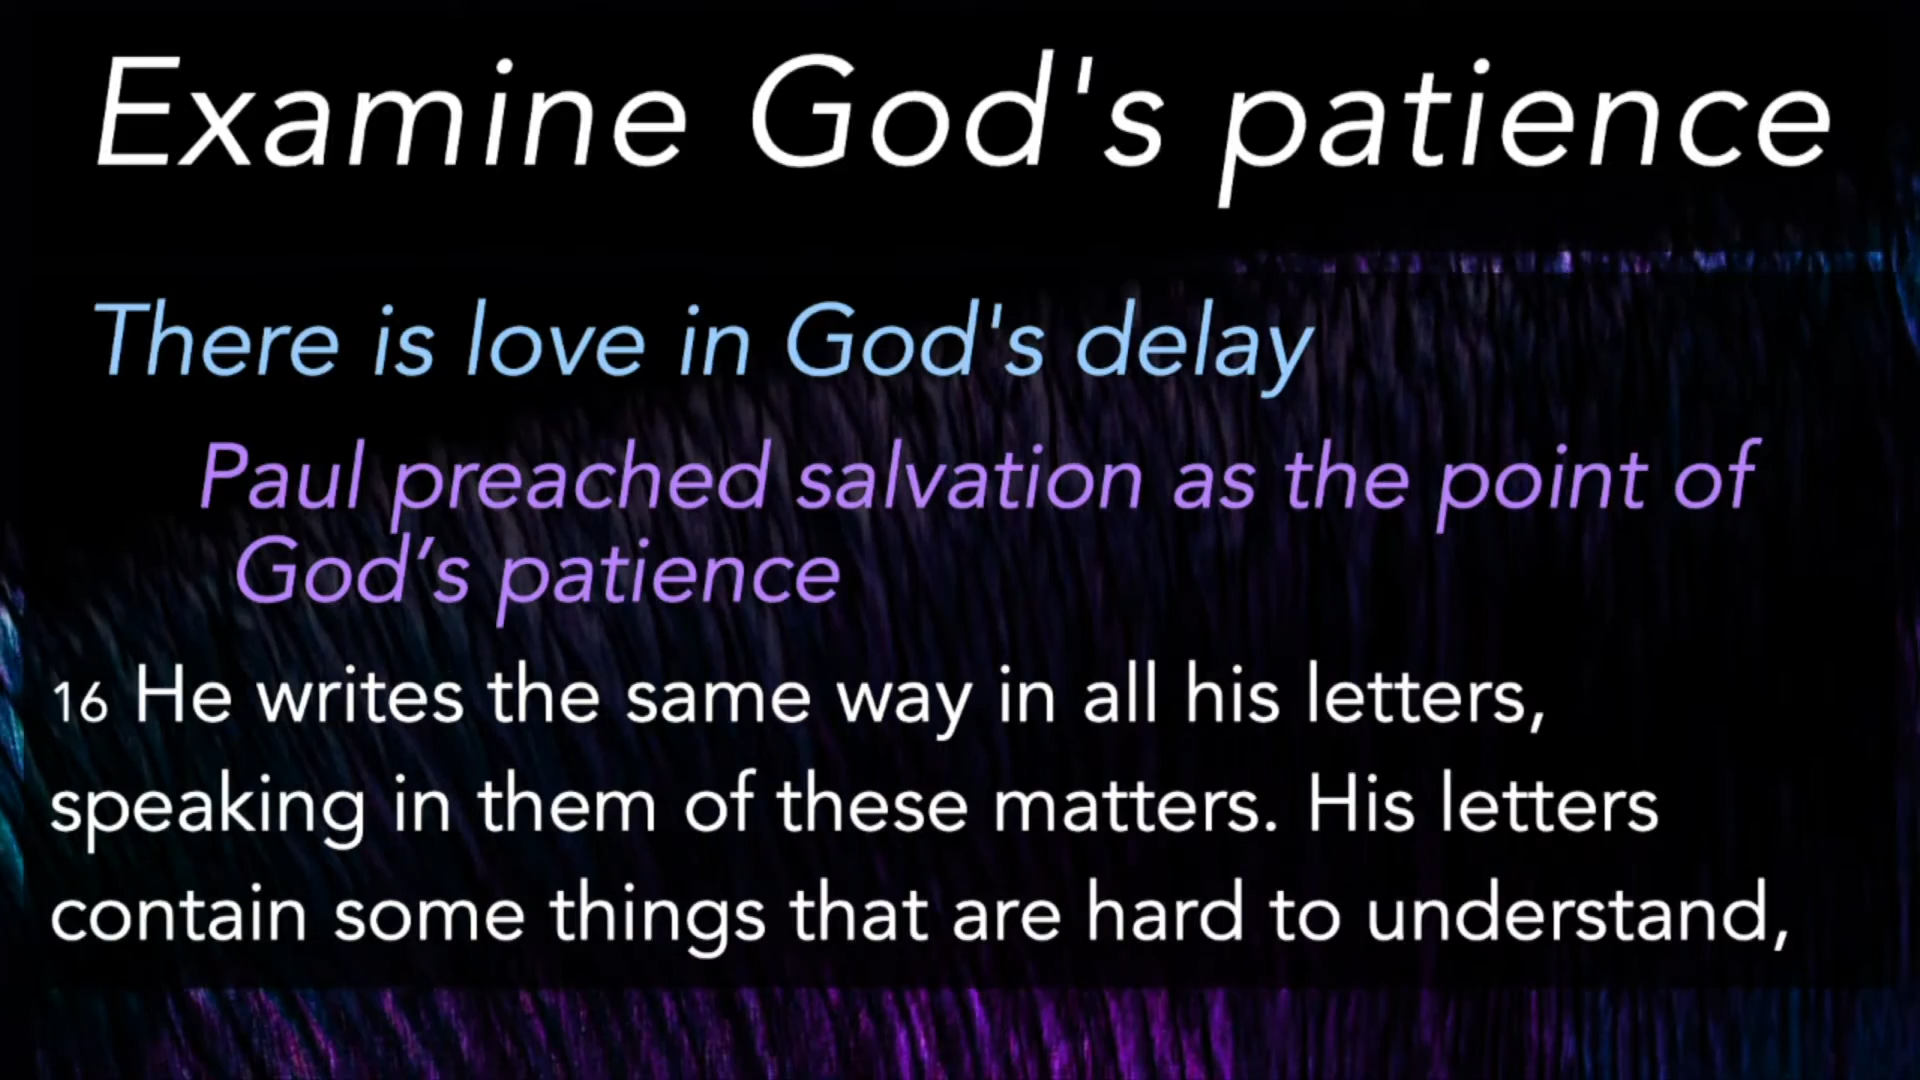 Examine God's patience
There is love in God's delay
Paul preached salvation as the point of
God’s patience
16 He writes the same way in all his letters,
speaking in them of these matters. His letters
contain some things that are hard to understand,